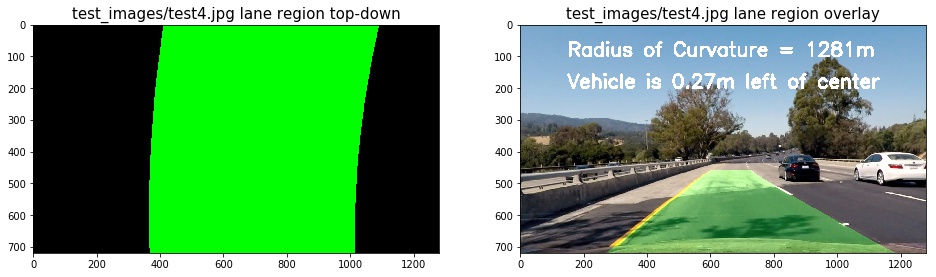 test_images/test4.jpg lane region top-down
0
100
200
300
400
500
600
700
0 200 400 600 800 1000 1200
test_images/test4.jpg lane region overlay
Radius of Curvature = 1281m
Vehicle is 0.27m left of center
0
100
200
300
400
500
600
700
0 200 400 600 800 1000 1200